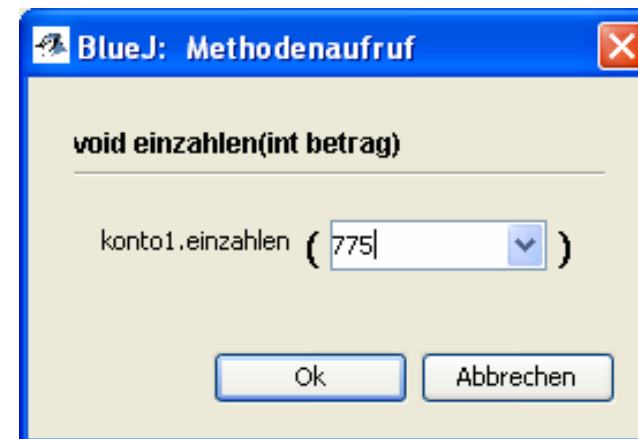 BlueJ: Methodenaufruf
void einzahlen(int betrag)
konto1.einzahlen ( 775 )
Ok Abbrechen